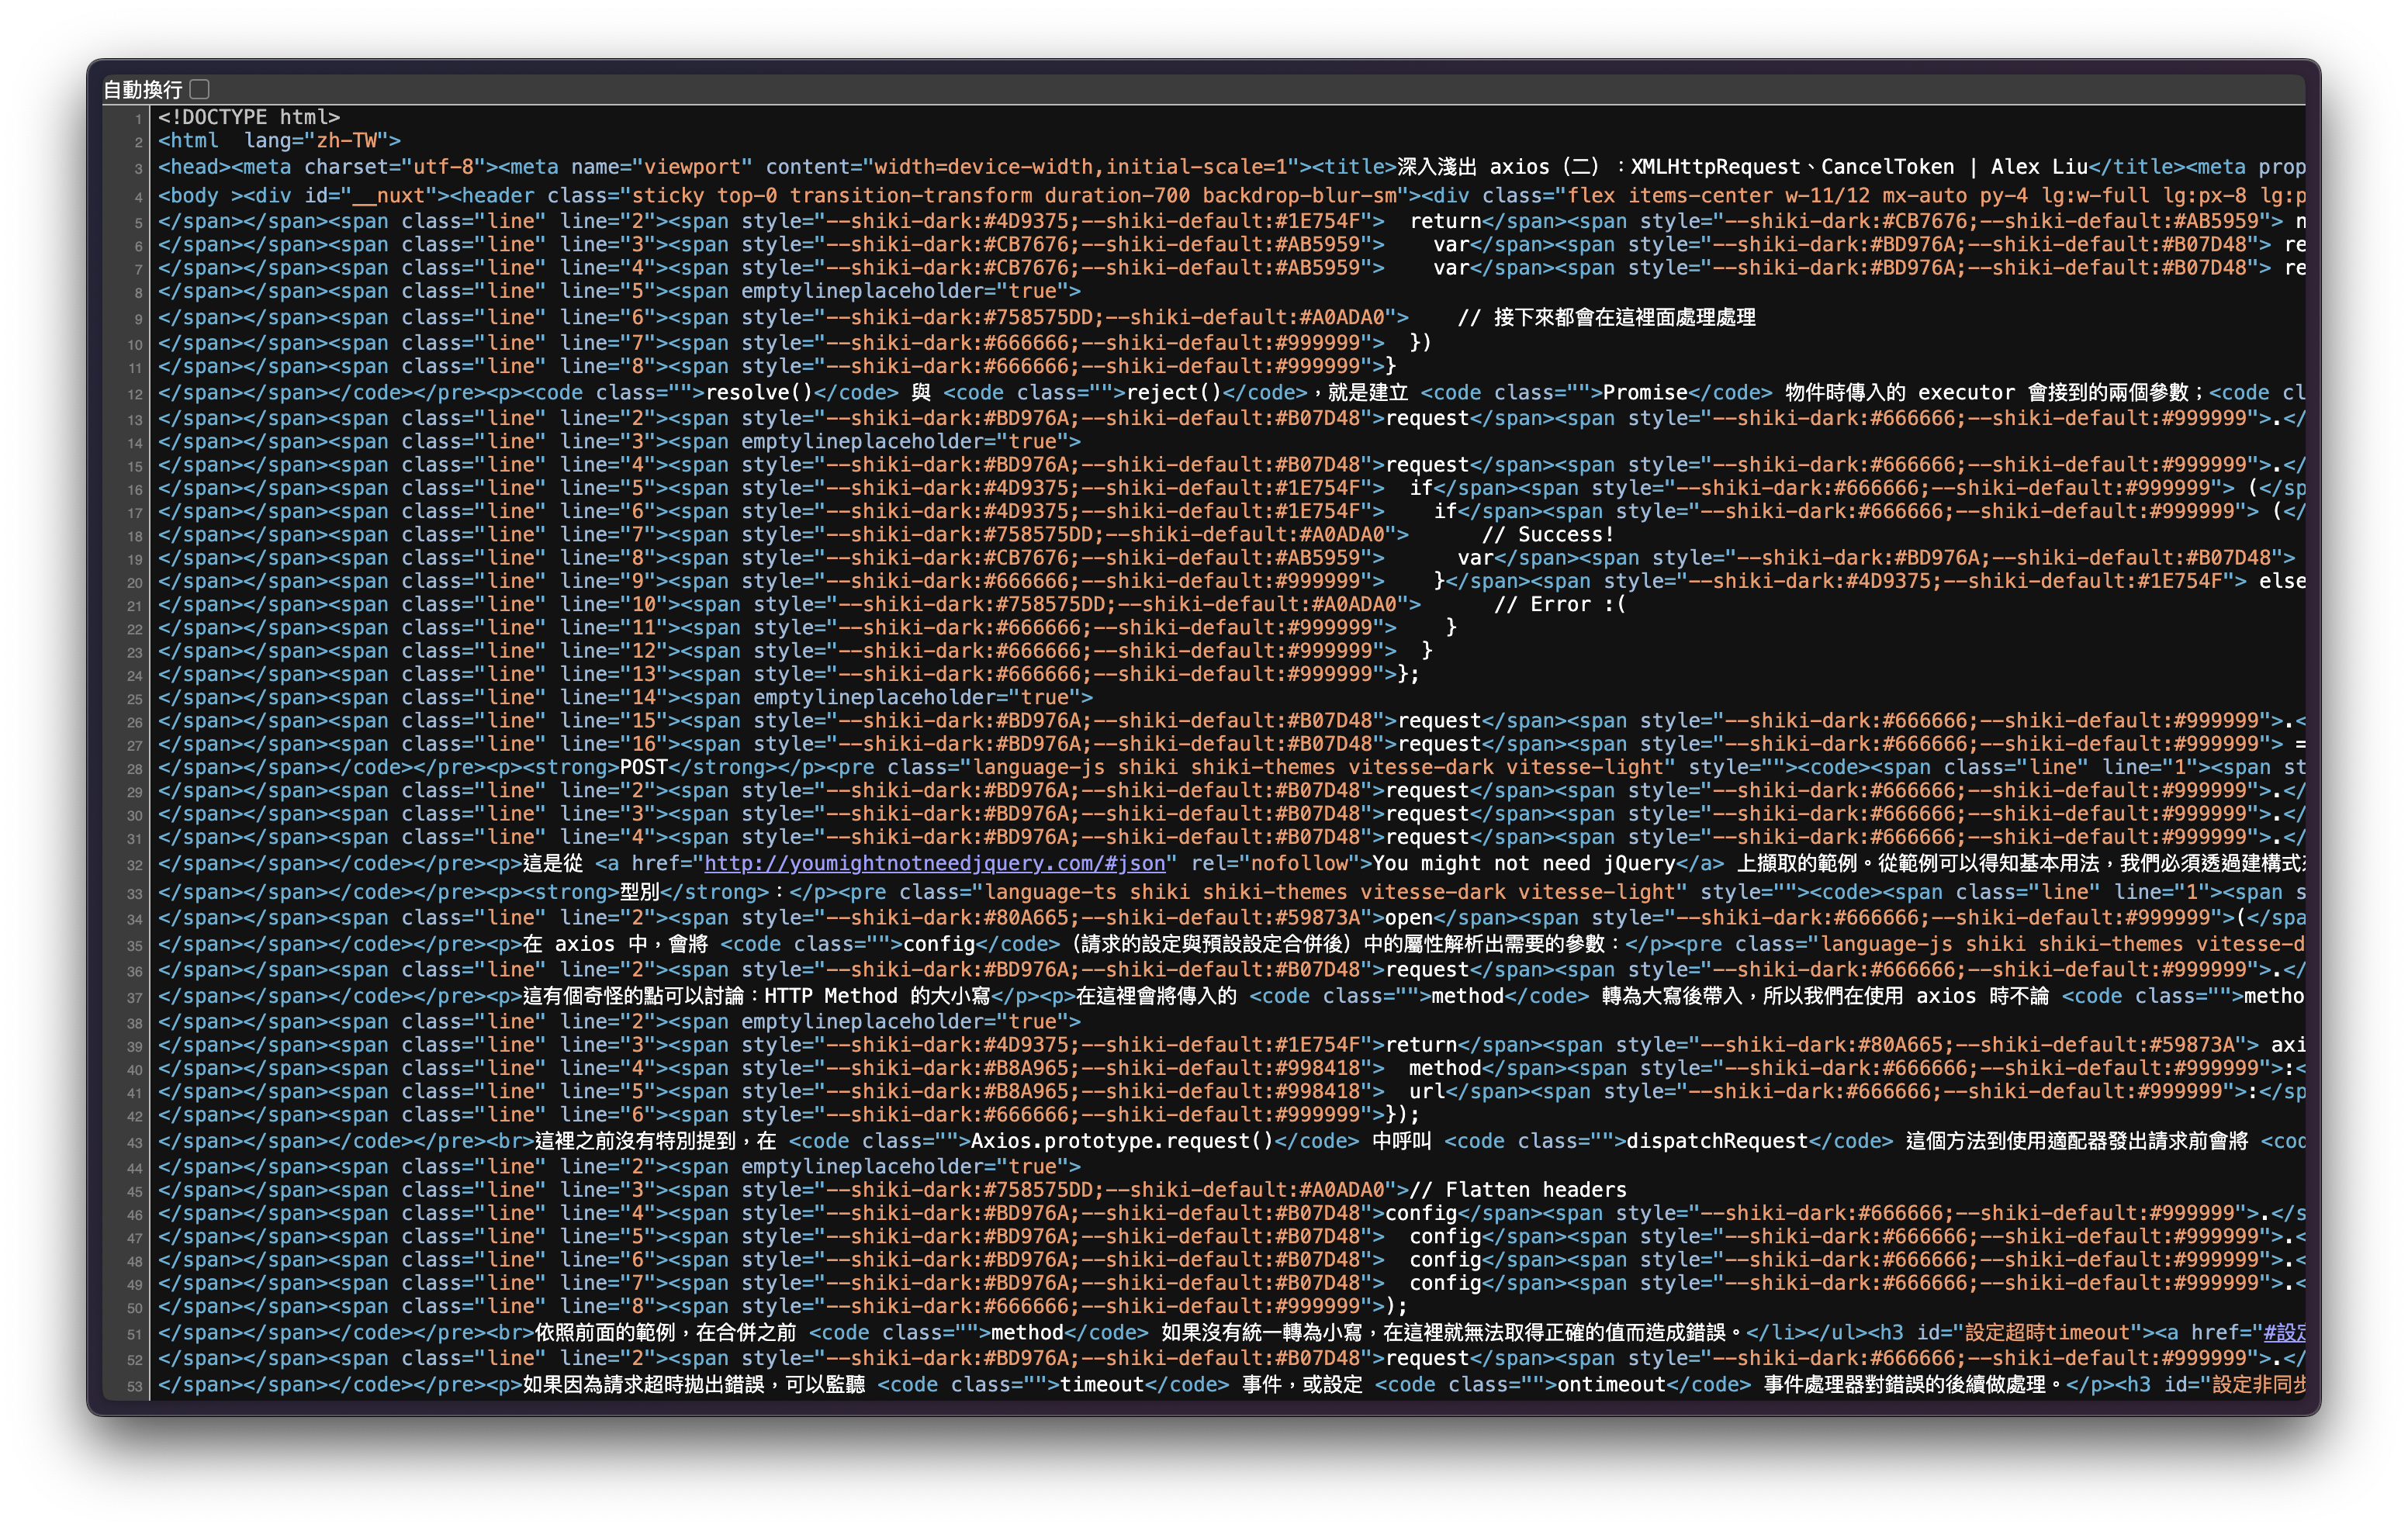 自動換行
1 <!DOCTYPE html>
2 <html  lang="zh-TW">
3 <head><meta charset="utf-8"><meta name="viewport" content="width=device-width,initial-scale=1"><title>深入淺出 axios（二）：XMLHttpRequest、CancelToken | Alex Liu</title><meta prop
4 <body ><div id="__nuxt"><header class="sticky top-0 transition-transform duration-700 backdrop-blur-sm"><div class="flex items-center w-11/12 mx-auto py-4 lg:w-full lg:px-8 lg:p
5 </span></span><span class="line" line="2"><span style="--shiki-dark:#4D9375;--shiki-default:#1E754F">  return</span><span style="--shiki-dark:#CB7676;--shiki-default:#AB5959"> n
6 </span></span><span class="line" line="3"><span style="--shiki-dark:#CB7676;--shiki-default:#AB5959">    var</span><span style="--shiki-dark:#BD976A;--shiki-default:#B07D48"> re
7 </span></span><span class="line" line="4"><span style="--shiki-dark:#CB7676;--shiki-default:#AB5959">    var</span><span style="--shiki-dark:#BD976A;--shiki-default:#B07D48"> re
8 </span></span><span class="line" line="5"><span emptylineplaceholder="true">
9 </span></span><span class="line" line="6"><span style="--shiki-dark:#758575DD;--shiki-default:#A0ADA0">    // 接下來都會在這裡面處理處理
10 </span></span><span class="line" line="7"><span style="--shiki-dark:#666666;--shiki-default:#999999">  })
11 </span></span><span class="line" line="8"><span style="--shiki-dark:#666666;--shiki-default:#999999">}
12 </span></span></code></pre><p><code class="">resolve()</code> 與 <code class="">reject()</code>，就是建立 <code class="">Promise</code> 物件時傳入的 executor 會接到的兩個參數；<code cl
13 </span></span><span class="line" line="2"><span style="--shiki-dark:#BD976A;--shiki-default:#B07D48">request</span><span style="--shiki-dark:#666666;--shiki-default:#999999">.</
14 </span></span><span class="line" line="3"><span emptylineplaceholder="true">
15 </span></span><span class="line" line="4"><span style="--shiki-dark:#BD976A;--shiki-default:#B07D48">request</span><span style="--shiki-dark:#666666;--shiki-default:#999999">.</
16 </span></span><span class="line" line="5"><span style="--shiki-dark:#4D9375;--shiki-default:#1E754F">  if</span><span style="--shiki-dark:#666666;--shiki-default:#999999"> (</sp
17 </span></span><span class="line" line="6"><span style="--shiki-dark:#4D9375;--shiki-default:#1E754F">    if</span><span style="--shiki-dark:#666666;--shiki-default:#999999"> (</
18 </span></span><span class="line" line="7"><span style="--shiki-dark:#758575DD;--shiki-default:#A0ADA0">      // Success!
19 </span></span><span class="line" line="8"><span style="--shiki-dark:#CB7676;--shiki-default:#AB5959">      var</span><span style="--shiki-dark:#BD976A;--shiki-default:#B07D48">
20 </span></span><span class="line" line="9"><span style="--shiki-dark:#666666;--shiki-default:#999999">    }</span><span style="--shiki-dark:#4D9375;--shiki-default:#1E754F"> else
21 </span></span><span class="line" line="10"><span style="--shiki-dark:#758575DD;--shiki-default:#A0ADA0">      // Error :(
22 </span></span><span class="line" line="11"><span style="--shiki-dark:#666666;--shiki-default:#999999">    }
23 </span></span><span class="line" line="12"><span style="--shiki-dark:#666666;--shiki-default:#999999">  }
24 </span></span><span class="line" line="13"><span style="--shiki-dark:#666666;--shiki-default:#999999">};
25 </span></span><span class="line" line="14"><span emptylineplaceholder="true">
26 </span></span><span class="line" line="15"><span style="--shiki-dark:#BD976A;--shiki-default:#B07D48">request</span><span style="--shiki-dark:#666666;--shiki-default:#999999">.<
27 </span></span><span class="line" line="16"><span style="--shiki-dark:#BD976A;--shiki-default:#B07D48">request</span><span style="--shiki-dark:#666666;--shiki-default:#999999"> =
28 </span></span></code></pre><p><strong>POST</strong></p><pre class="language-js shiki shiki-themes vitesse-dark vitesse-light" style=""><code><span class="line" line="1"><span st
29 </span></span><span class="line" line="2"><span style="--shiki-dark:#BD976A;--shiki-default:#B07D48">request</span><span style="--shiki-dark:#666666;--shiki-default:#999999">.</
30 </span></span><span class="line" line="3"><span style="--shiki-dark:#BD976A;--shiki-default:#B07D48">request</span><span style="--shiki-dark:#666666;--shiki-default:#999999">.</
31 </span></span><span class="line" line="4"><span style="--shiki-dark:#BD976A;--shiki-default:#B07D48">request</span><span style="--shiki-dark:#666666;--shiki-default:#999999">.</
32 </span></span></code></pre><p>這是從 <a href="http://youmightnotneedjquery.com/#json" rel="nofollow">You might not need jQuery</a> 上擷取的範例。從範例可以得知基本用法，我們必須透過建構式
33 </span></span></code></pre><p><strong>型別</strong>：</p><pre class="language-ts shiki shiki-themes vitesse-dark vitesse-light" style=""><code><span class="line" line="1"><span s
34 </span></span><span class="line" line="2"><span style="--shiki-dark:#80A665;--shiki-default:#59873A">open</span><span style="--shiki-dark:#666666;--shiki-default:#999999">(</spa
35 </span></span></code></pre><p>在 axios 中，會將 <code class="">config</code>（請求的設定與預設設定合併後）中的屬性解析出需要的參數：</p><pre class="language-js shiki shiki-themes vitesse-d
36 </span></span><span class="line" line="2"><span style="--shiki-dark:#BD976A;--shiki-default:#B07D48">request</span><span style="--shiki-dark:#666666;--shiki-default:#999999">.</
37 </span></span></code></pre><p>這有個奇怪的點可以討論：HTTP Method 的大小寫</p><p>在這裡會將傳入的 <code class="">method</code> 轉為大寫後帶入，所以我們在使用 axios 時不論 <code class="">metho
38 </span></span><span class="line" line="2"><span emptylineplaceholder="true">
39 </span></span><span class="line" line="3"><span style="--shiki-dark:#4D9375;--shiki-default:#1E754F">return</span><span style="--shiki-dark:#80A665;--shiki-default:#59873A"> axi
40 </span></span><span class="line" line="4"><span style="--shiki-dark:#B8A965;--shiki-default:#998418">  method</span><span style="--shiki-dark:#666666;--shiki-default:#999999">:<
41 </span></span><span class="line" line="5"><span style="--shiki-dark:#B8A965;--shiki-default:#998418">  url</span><span style="--shiki-dark:#666666;--shiki-default:#999999">:</sp
42 </span></span><span class="line" line="6"><span style="--shiki-dark:#666666;--shiki-default:#999999">});
43 </span></span></code></pre><br>這裡之前沒有特別提到，在 <code class="">Axios.prototype.request()</code> 中呼叫 <code class="">dispatchRequest</code> 這個方法到使用適配器發出請求前會將 <cod
44 </span></span><span class="line" line="2"><span emptylineplaceholder="true">
45 </span></span><span class="line" line="3"><span style="--shiki-dark:#758575DD;--shiki-default:#A0ADA0">// Flatten headers
46 </span></span><span class="line" line="4"><span style="--shiki-dark:#BD976A;--shiki-default:#B07D48">config</span><span style="--shiki-dark:#666666;--shiki-default:#999999">.</s
47 </span></span><span class="line" line="5"><span style="--shiki-dark:#BD976A;--shiki-default:#B07D48">  config</span><span style="--shiki-dark:#666666;--shiki-default:#999999">.<
48 </span></span><span class="line" line="6"><span style="--shiki-dark:#BD976A;--shiki-default:#B07D48">  config</span><span style="--shiki-dark:#666666;--shiki-default:#999999">.<
49 </span></span><span class="line" line="7"><span style="--shiki-dark:#BD976A;--shiki-default:#B07D48">  config</span><span style="--shiki-dark:#666666;--shiki-default:#999999">.<
50 </span></span><span class="line" line="8"><span style="--shiki-dark:#666666;--shiki-default:#999999">);
51 </span></span></code></pre><br>依照前面的範例，在合併之前 <code class="">method</code> 如果沒有統一轉為小寫，在這裡就無法取得正確的值而造成錯誤。</li></ul><h3 id="設定超時timeout"><a href="#設定
52 </span></span><span class="line" line="2"><span style="--shiki-dark:#BD976A;--shiki-default:#B07D48">request</span><span style="--shiki-dark:#666666;--shiki-default:#999999">.</
53 </span></span></code></pre><p>如果因為請求超時拋出錯誤，可以監聽 <code class="">timeout</code> 事件，或設定 <code class="">ontimeout</code> 事件處理器對錯誤的後續做處理。</p><h3 id="設定非同步